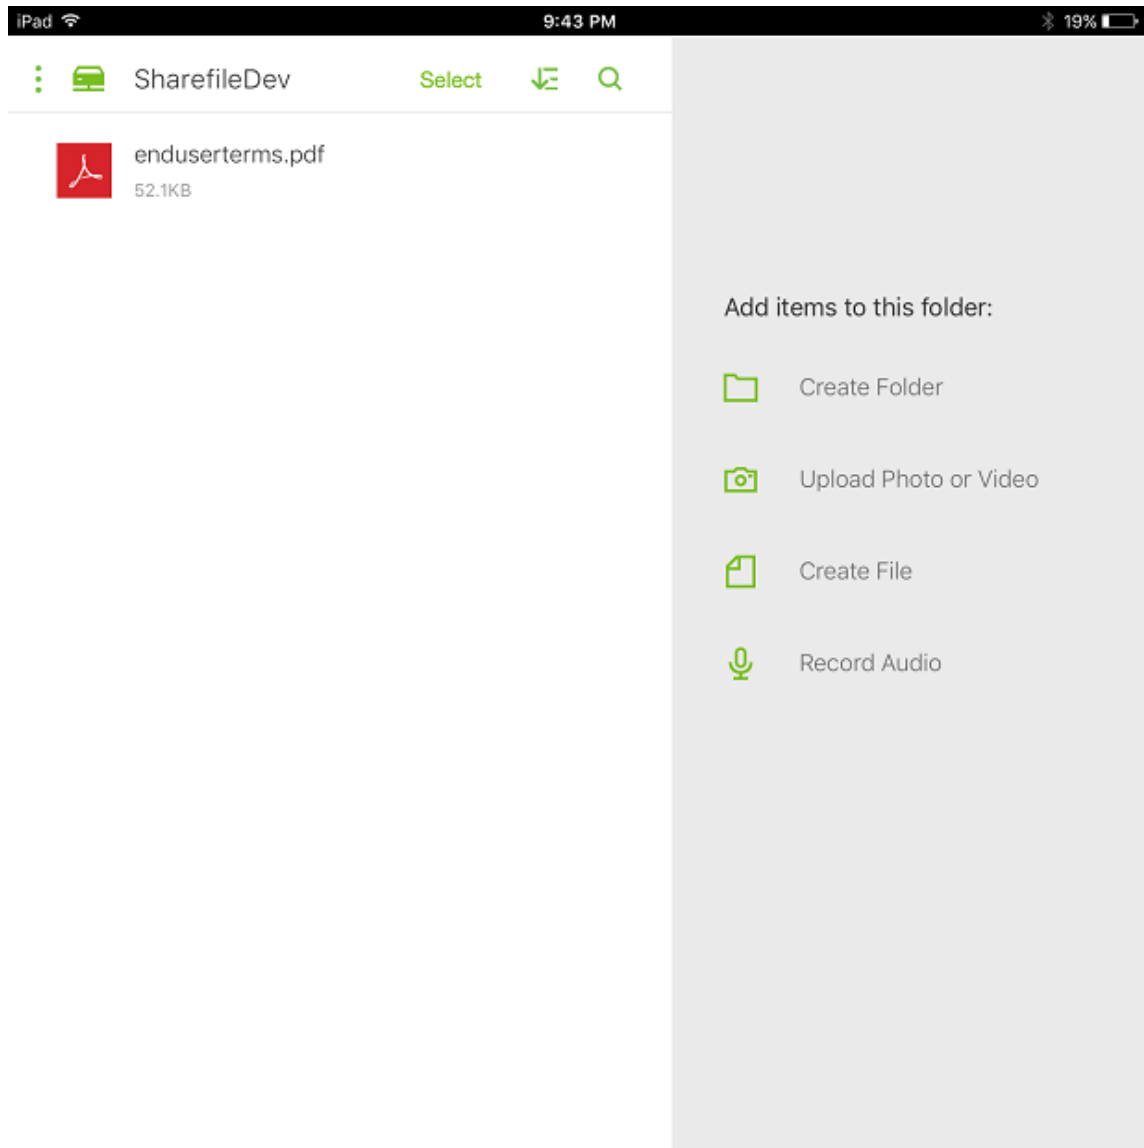 iPad 9:43 PM 19%
SharefileDev Select
enduserterms.pdf
52.1KB
Add items to this folder:
Create Folder
Upload Photo or Video
Create File
Record Audio